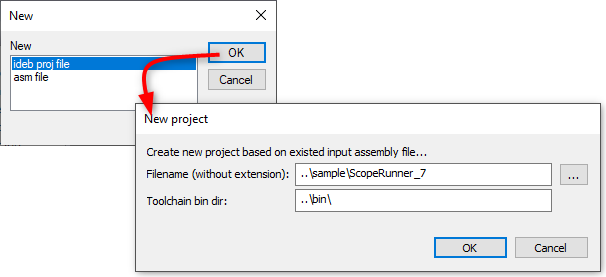 New
New
OK
ideb proj file
asm file
Cancel
New project
Create new project based on existed input assembly file...
Filename (without extension): ..\sample\ScopeRunner_7 ...
Toolchain bin dir: ..\bin\
OK Cancel